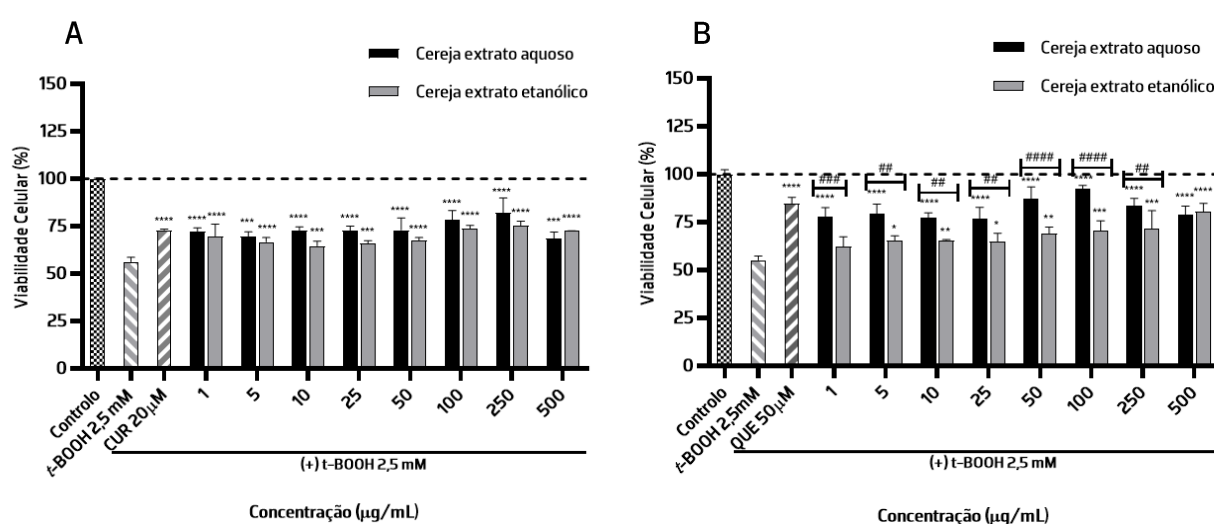 A
Cereja extrato aquoso
Cereja extrato etanólico
Viabilidade Celular (%)
150
125
100
75
50
25
0
**** **** **** *** **** **** *** **** *** **** **** **** **** **** **** *** ****
Controlo
t-BOOH 2,5 mM
CUR 20µM
1
5
10
25
50
100
250
500
(+) t-BOOH 2,5 mM
Concentração (µg/mL)
B
Cereja extrato aquoso
Cereja extrato etanólico
Viabilidade Celular (%)
150
125
100
75
50
25
0
### ## ## ## #### #### ##
**** **** **** * **** ** **** * **** ** **** *** **** *** **** ****
Controlo
t-BOOH 2,5mM
QUE 50µM
1
5
10
25
50
100
250
500
(+) t-BOOH 2,5 mM
Concentração (µg/mL)